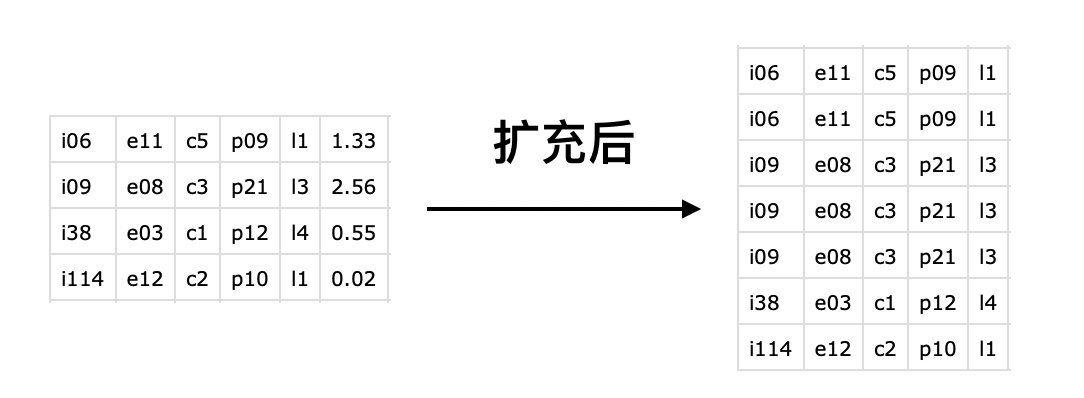 i06 e11 c5 p09 l1 1.33
i09 e08 c3 p21 l3 2.56
i38 e03 c1 p12 l4 0.55
i114 e12 c2 p10 l1 0.02
扩充后
i06 e11 c5 p09 l1
i06 e11 c5 p09 l1
i09 e08 c3 p21 l3
i09 e08 c3 p21 l3
i09 e08 c3 p21 l3
i38 e03 c1 p12 l4
i114 e12 c2 p10 l1